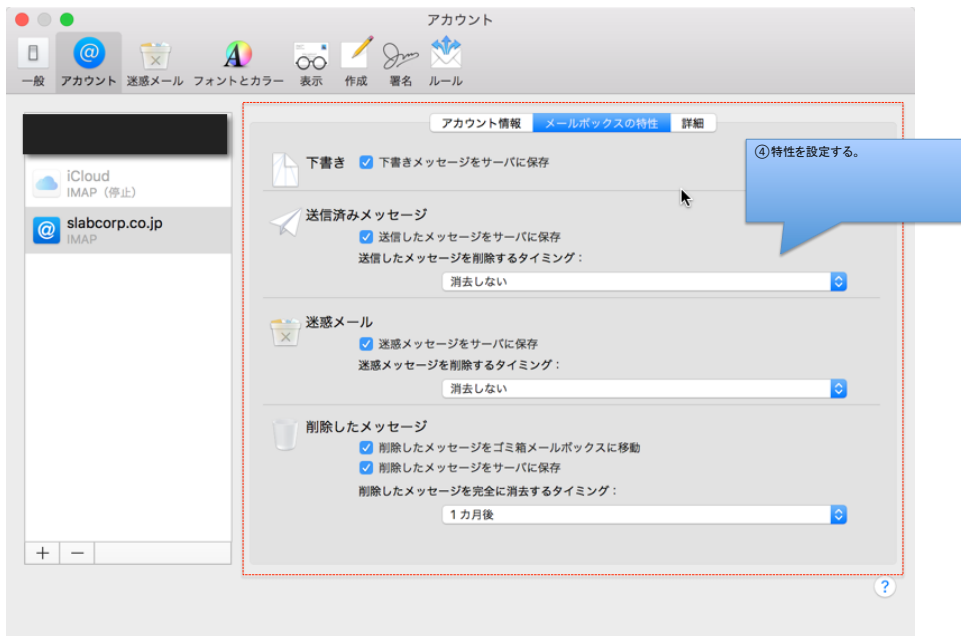 アカウント
一般
アカウント
迷惑メール
フォントとカラー
表示
作成
署名
ルール
アカウント情報
メールボックスの特性
詳細
④特性を設定する。
iCloud
IMAP（停止）
slabcorp.co.jp
IMAP
下書き
下書きメッセージをサーバに保存
送信済みメッセージ
送信したメッセージをサーバに保存
送信したメッセージを削除するタイミング：
消去しない
迷惑メール
迷惑メッセージをサーバに保存
迷惑メッセージを削除するタイミング：
消去しない
削除したメッセージ
削除したメッセージをゴミ箱メールボックスに移動
削除したメッセージをサーバに保存
削除したメッセージを完全に消去するタイミング：
1カ月後
?